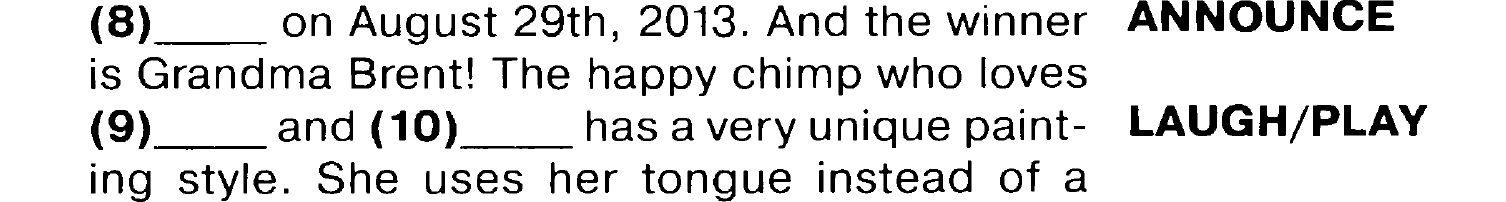 (8)_____ on August 29th, 2013. And the winner ANNOUNCE
is Grandma Brent! The happy chimp who loves
(9)_____ and (10)_____ has a very unique paint- LAUGH/PLAY
ing style. She uses her tongue instead of a